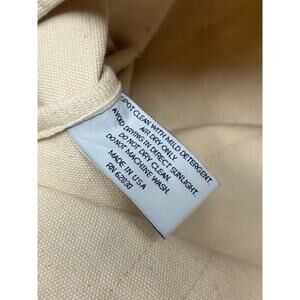 SPOT CLEAN WITH MILD DETERGENT.
AIR DRY ONLY.
AVOID DRYING IN DIRECT SUNLIGHT.
DO NOT DRY CLEAN.
DO NOT MACHINE WASH.
MADE IN USA
RN 62830